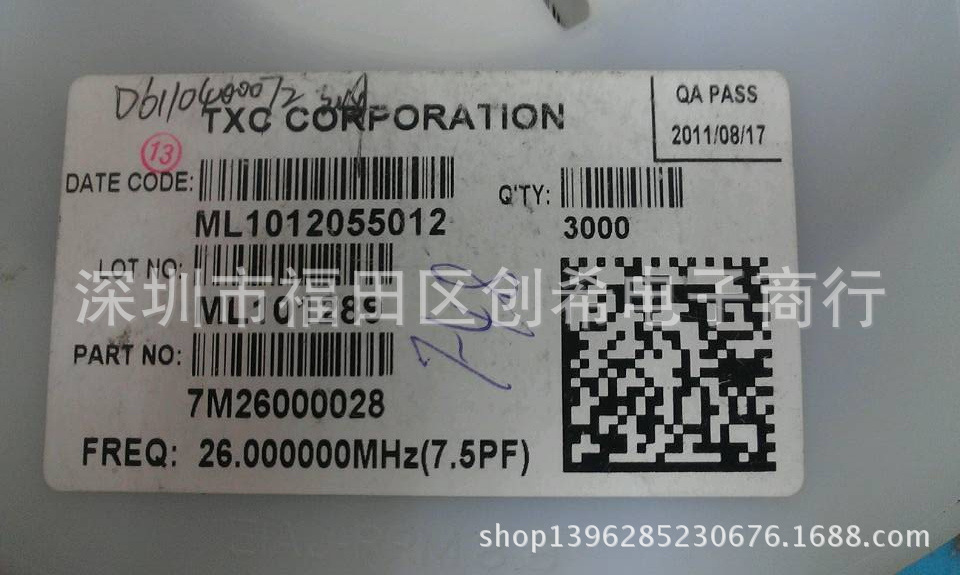 TXC CORPORATION
QA PASS
2011/08/17
13
DATE CODE:
ML1012055012
Q'TY:
3000
LOT NO:
深圳市福田区创希电子商行
PART NO:
7M26000028
FREQ: 26.000000MHz(7.5PF)
shop1396285230676.1688.com